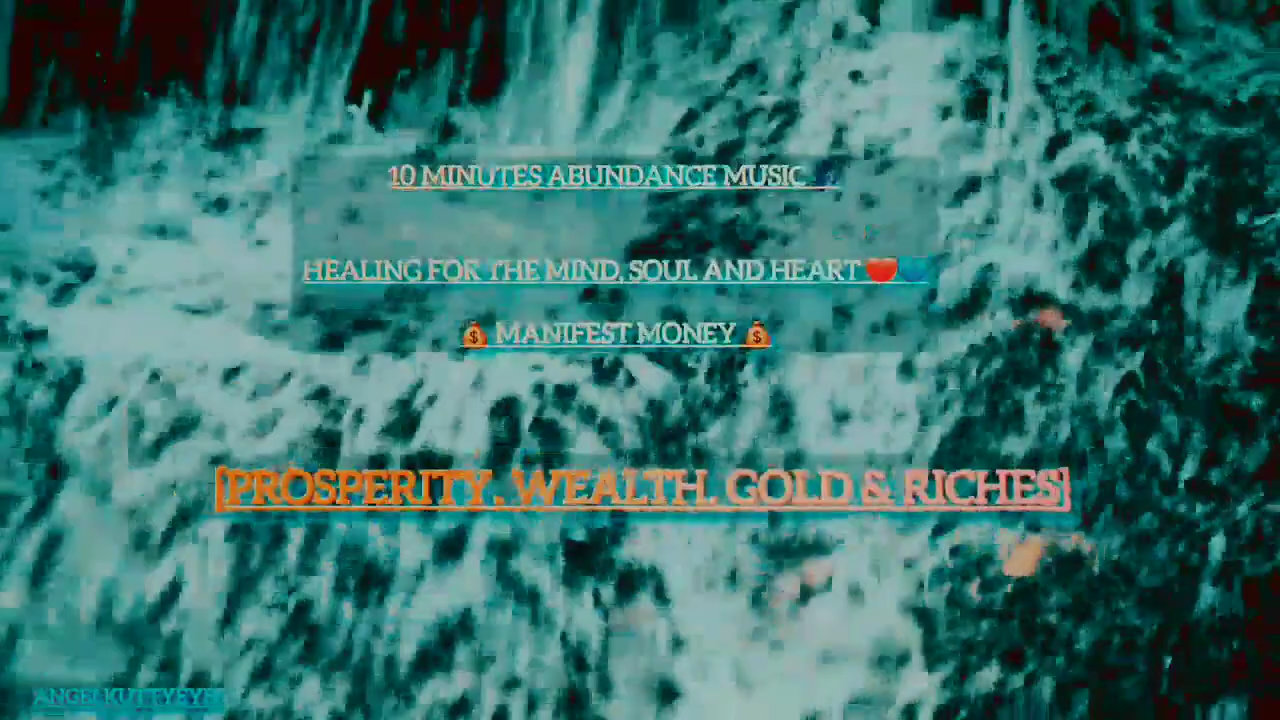 10 MINUTES ABUNDANCE MUSIC
HEALING FOR THE MIND, SOUL AND HEART ❤️💙
💰 MANIFEST MONEY 💰
[PROSPERITY, WEALTH, GOLD & RICHES]